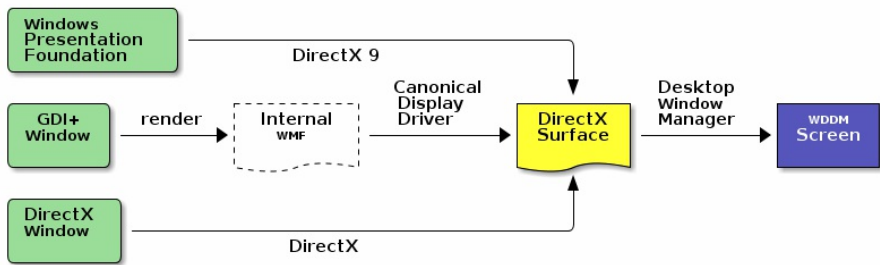 Windows
Presentation
Foundation
DirectX 9
GDI+
Window
render
Internal
WMF
Canonical
Display
Driver
DirectX
Surface
Desktop
Window
Manager
WDDM
Screen
DirectX
Window
DirectX